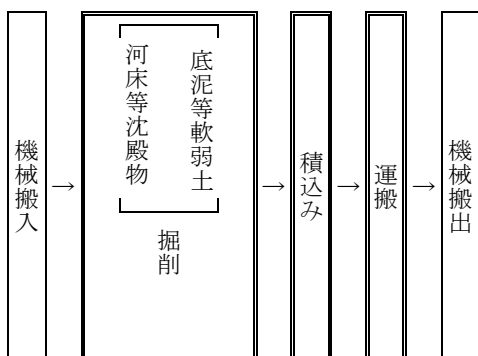 機械搬入
→
河床等沈殿物
底泥等軟弱土
掘削
→
積込み
→
運搬
→
機械搬出